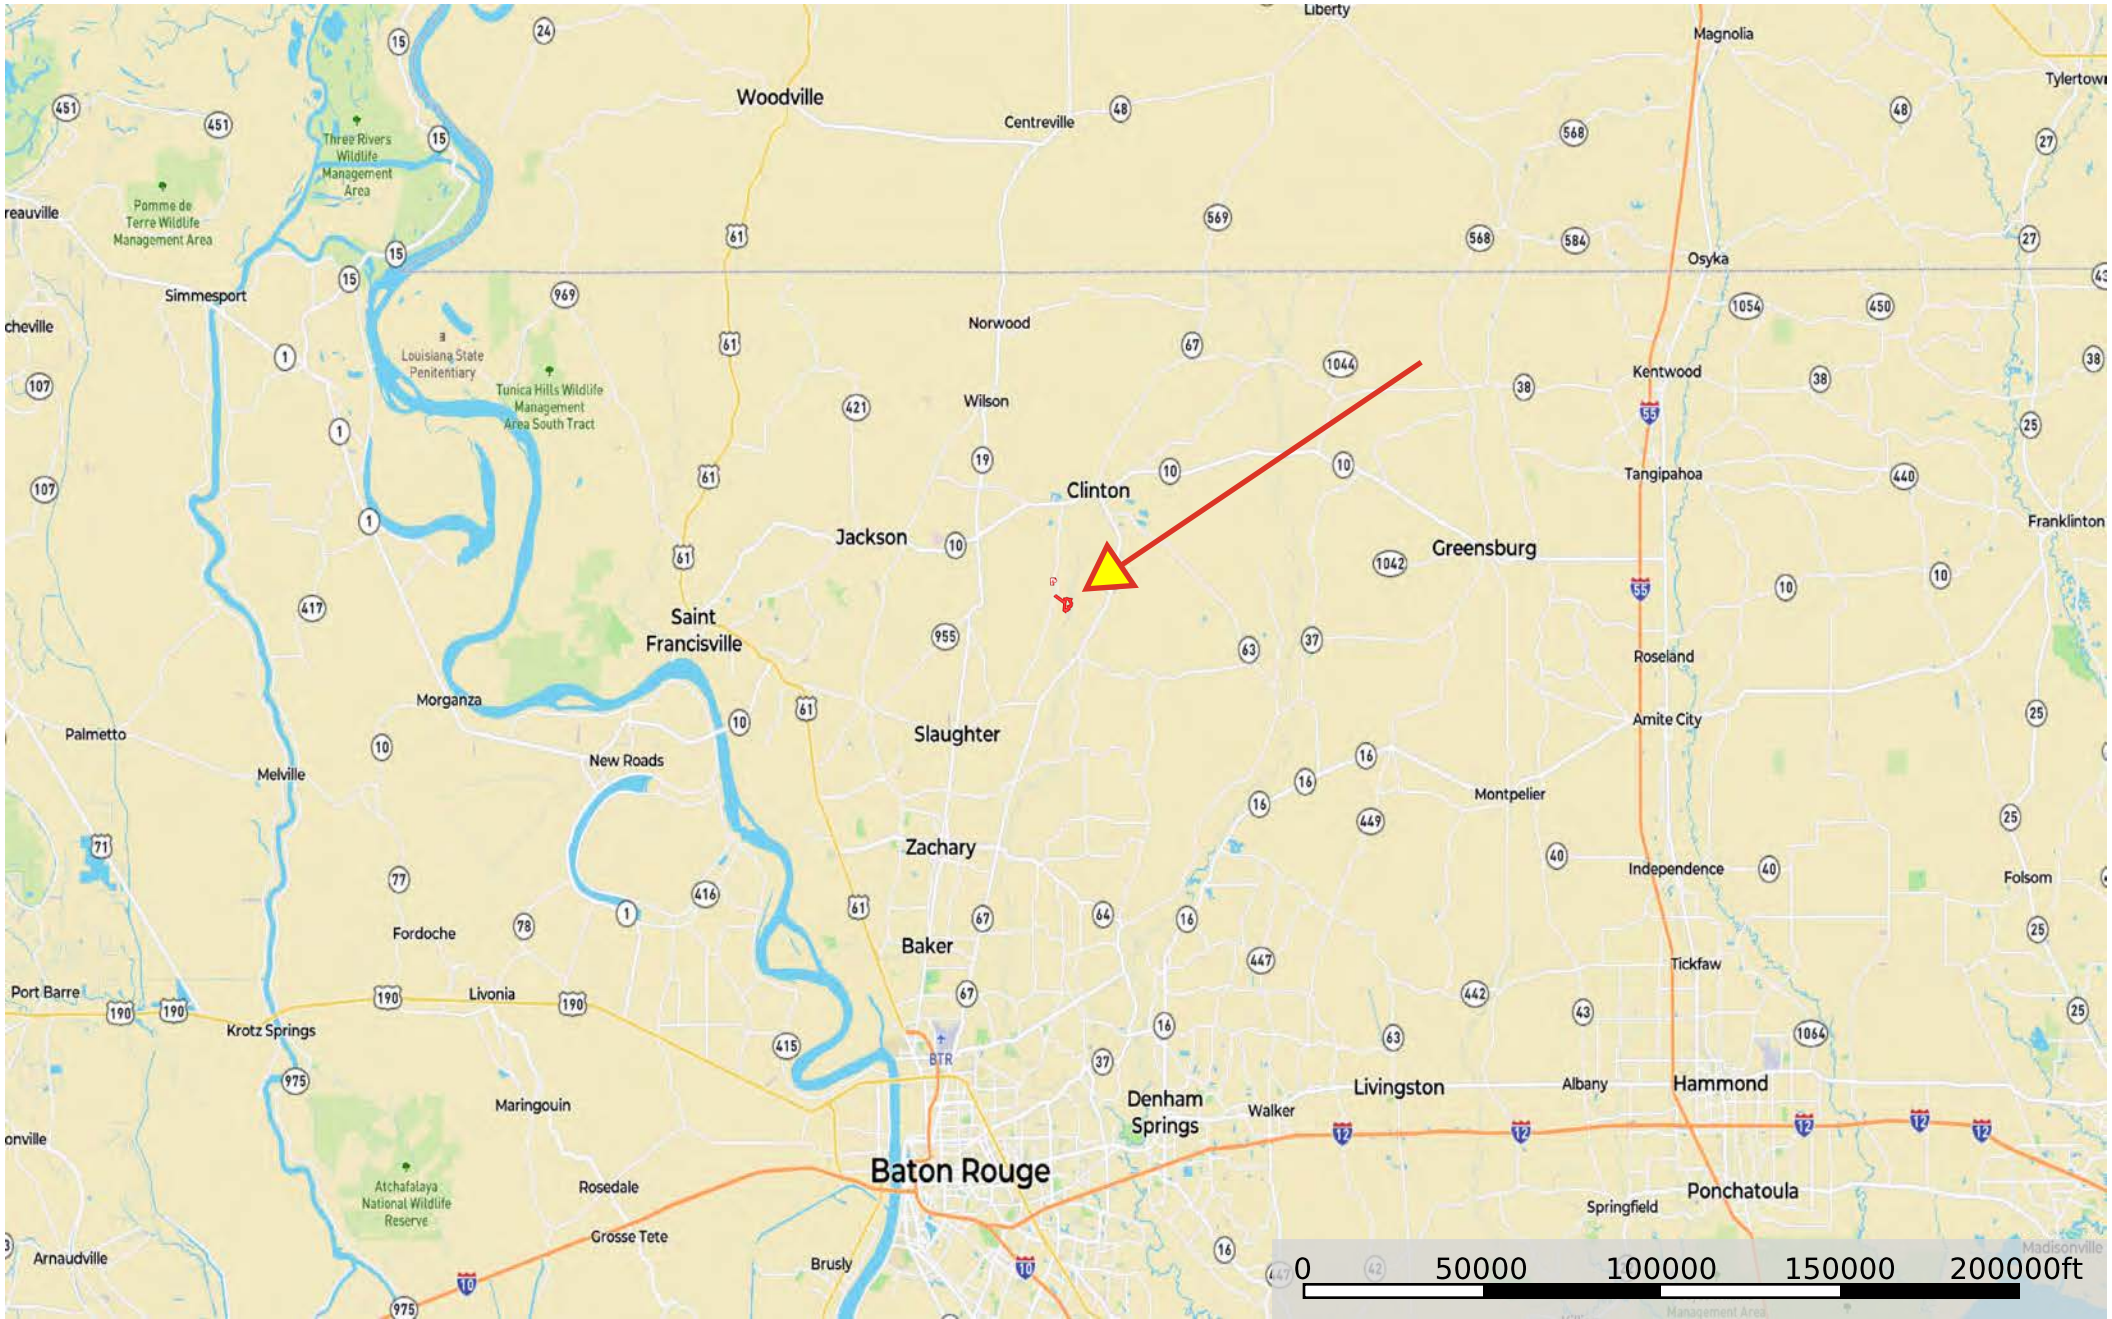 Liberty
Magnolia
15
24
Tylertown
Woodville
451
48
48
Centreville
451
568
15
27
Three Rivers
Wildlife
Management
Area
Pomme de
Terre Wildlife
Management Area
reauville
569
61
568
584
27
15
Osyka
15
43
Simmesport
969
1054
450
Norwood
cheville
Louisiana State
Penitentiary
61
67
1
1044
38
Kentwood
38
107
Tunica Hills Wildlife
Management
Area South Tract
38
Wilson
421
55
25
1
19
10
10
Tangipahoa
440
61
107
Clinton
1
Franklinton
Jackson
10
Greensburg
61
1042
10
10
55
417
Saint
Francisville
955
37
63
Roseland
Morganza
61
10
25
Amite City
Palmetto
Slaughter
10
16
New Roads
Melville
16
Montpelier
16
449
25
71
Zachary
40
Independence
40
77
Folsom
416
61
1
67
64
16
78
Fordoche
25
Baker
447
Tickfaw
Port Barre
190
Livonia
190
67
442
190
190
43
25
Krotz Springs
16
1064
415
BTR
63
37
975
Livingston
Albany
Hammond
Maringouin
Denham
Springs
Walker
12
12
12
12
12
onville
Baton Rouge
Atchafalaya
National Wildlife
Reserve
Rosedale
Ponchatoula
Springfield
Grosse Tete
16
Madisonville
Arnaudville
Brusly
10
10
447
42
0 50000 100000 150000 200000ft
975
Management Area